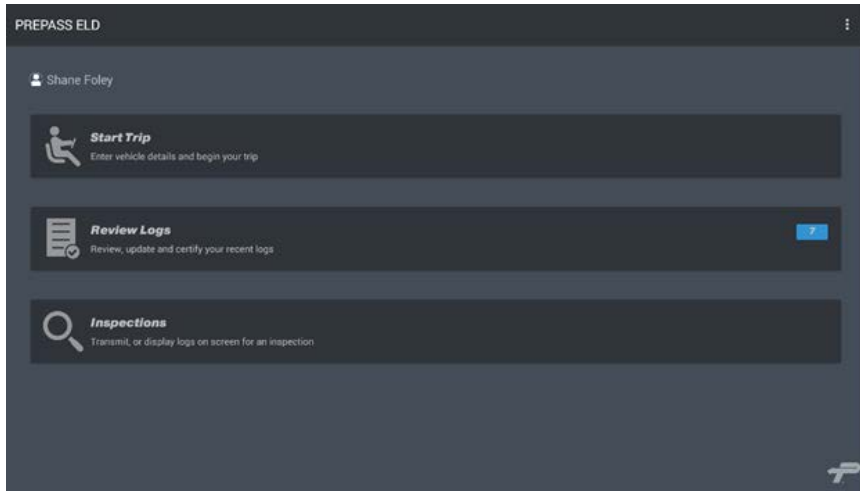 PREPASS ELD
Shane Foley
Start Trip
Enter vehicle details and begin your trip
Review Logs
7
Review, update and certify your recent logs
Inspections
Transmit, or display logs on screen for an inspection